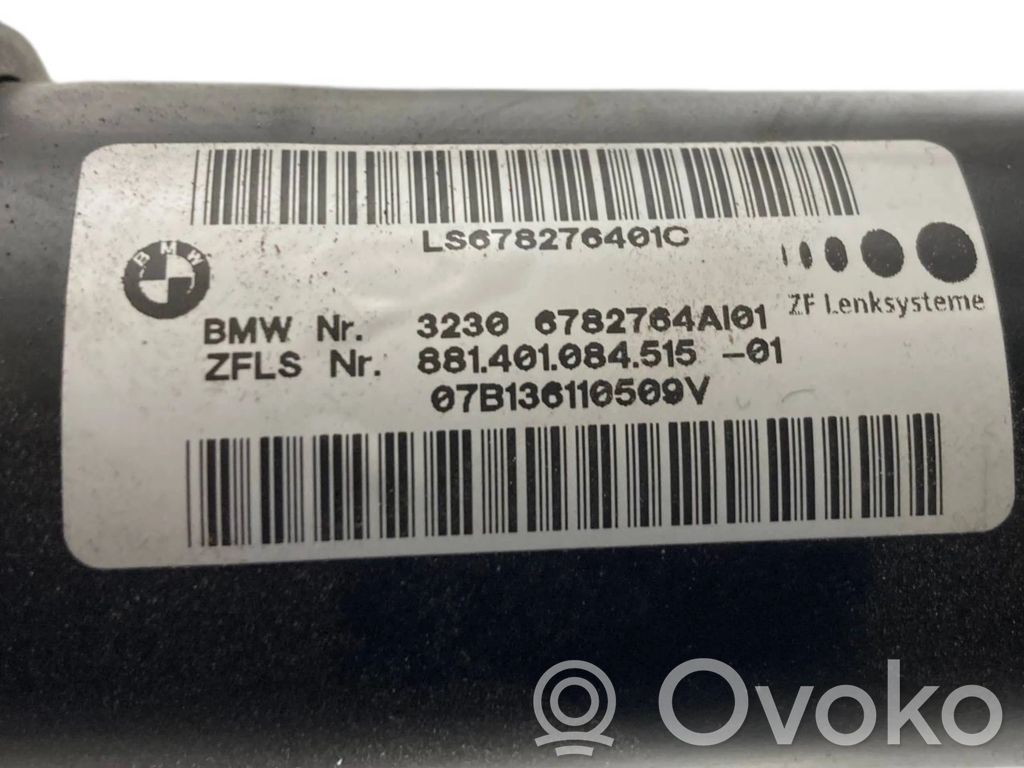 LS678276401C
BMW
ZF Lenksysteme
BMW Nr. 3230 6782764AI01
ZFLS Nr. 881.401.084.515 -01
07B136110509V
Ovoko